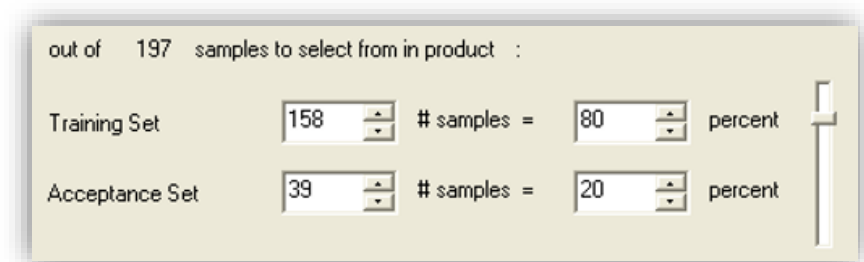 out of 197 samples to select from in product :
Training Set 158 # samples = 80 percent
Acceptance Set 39 # samples = 20 percent